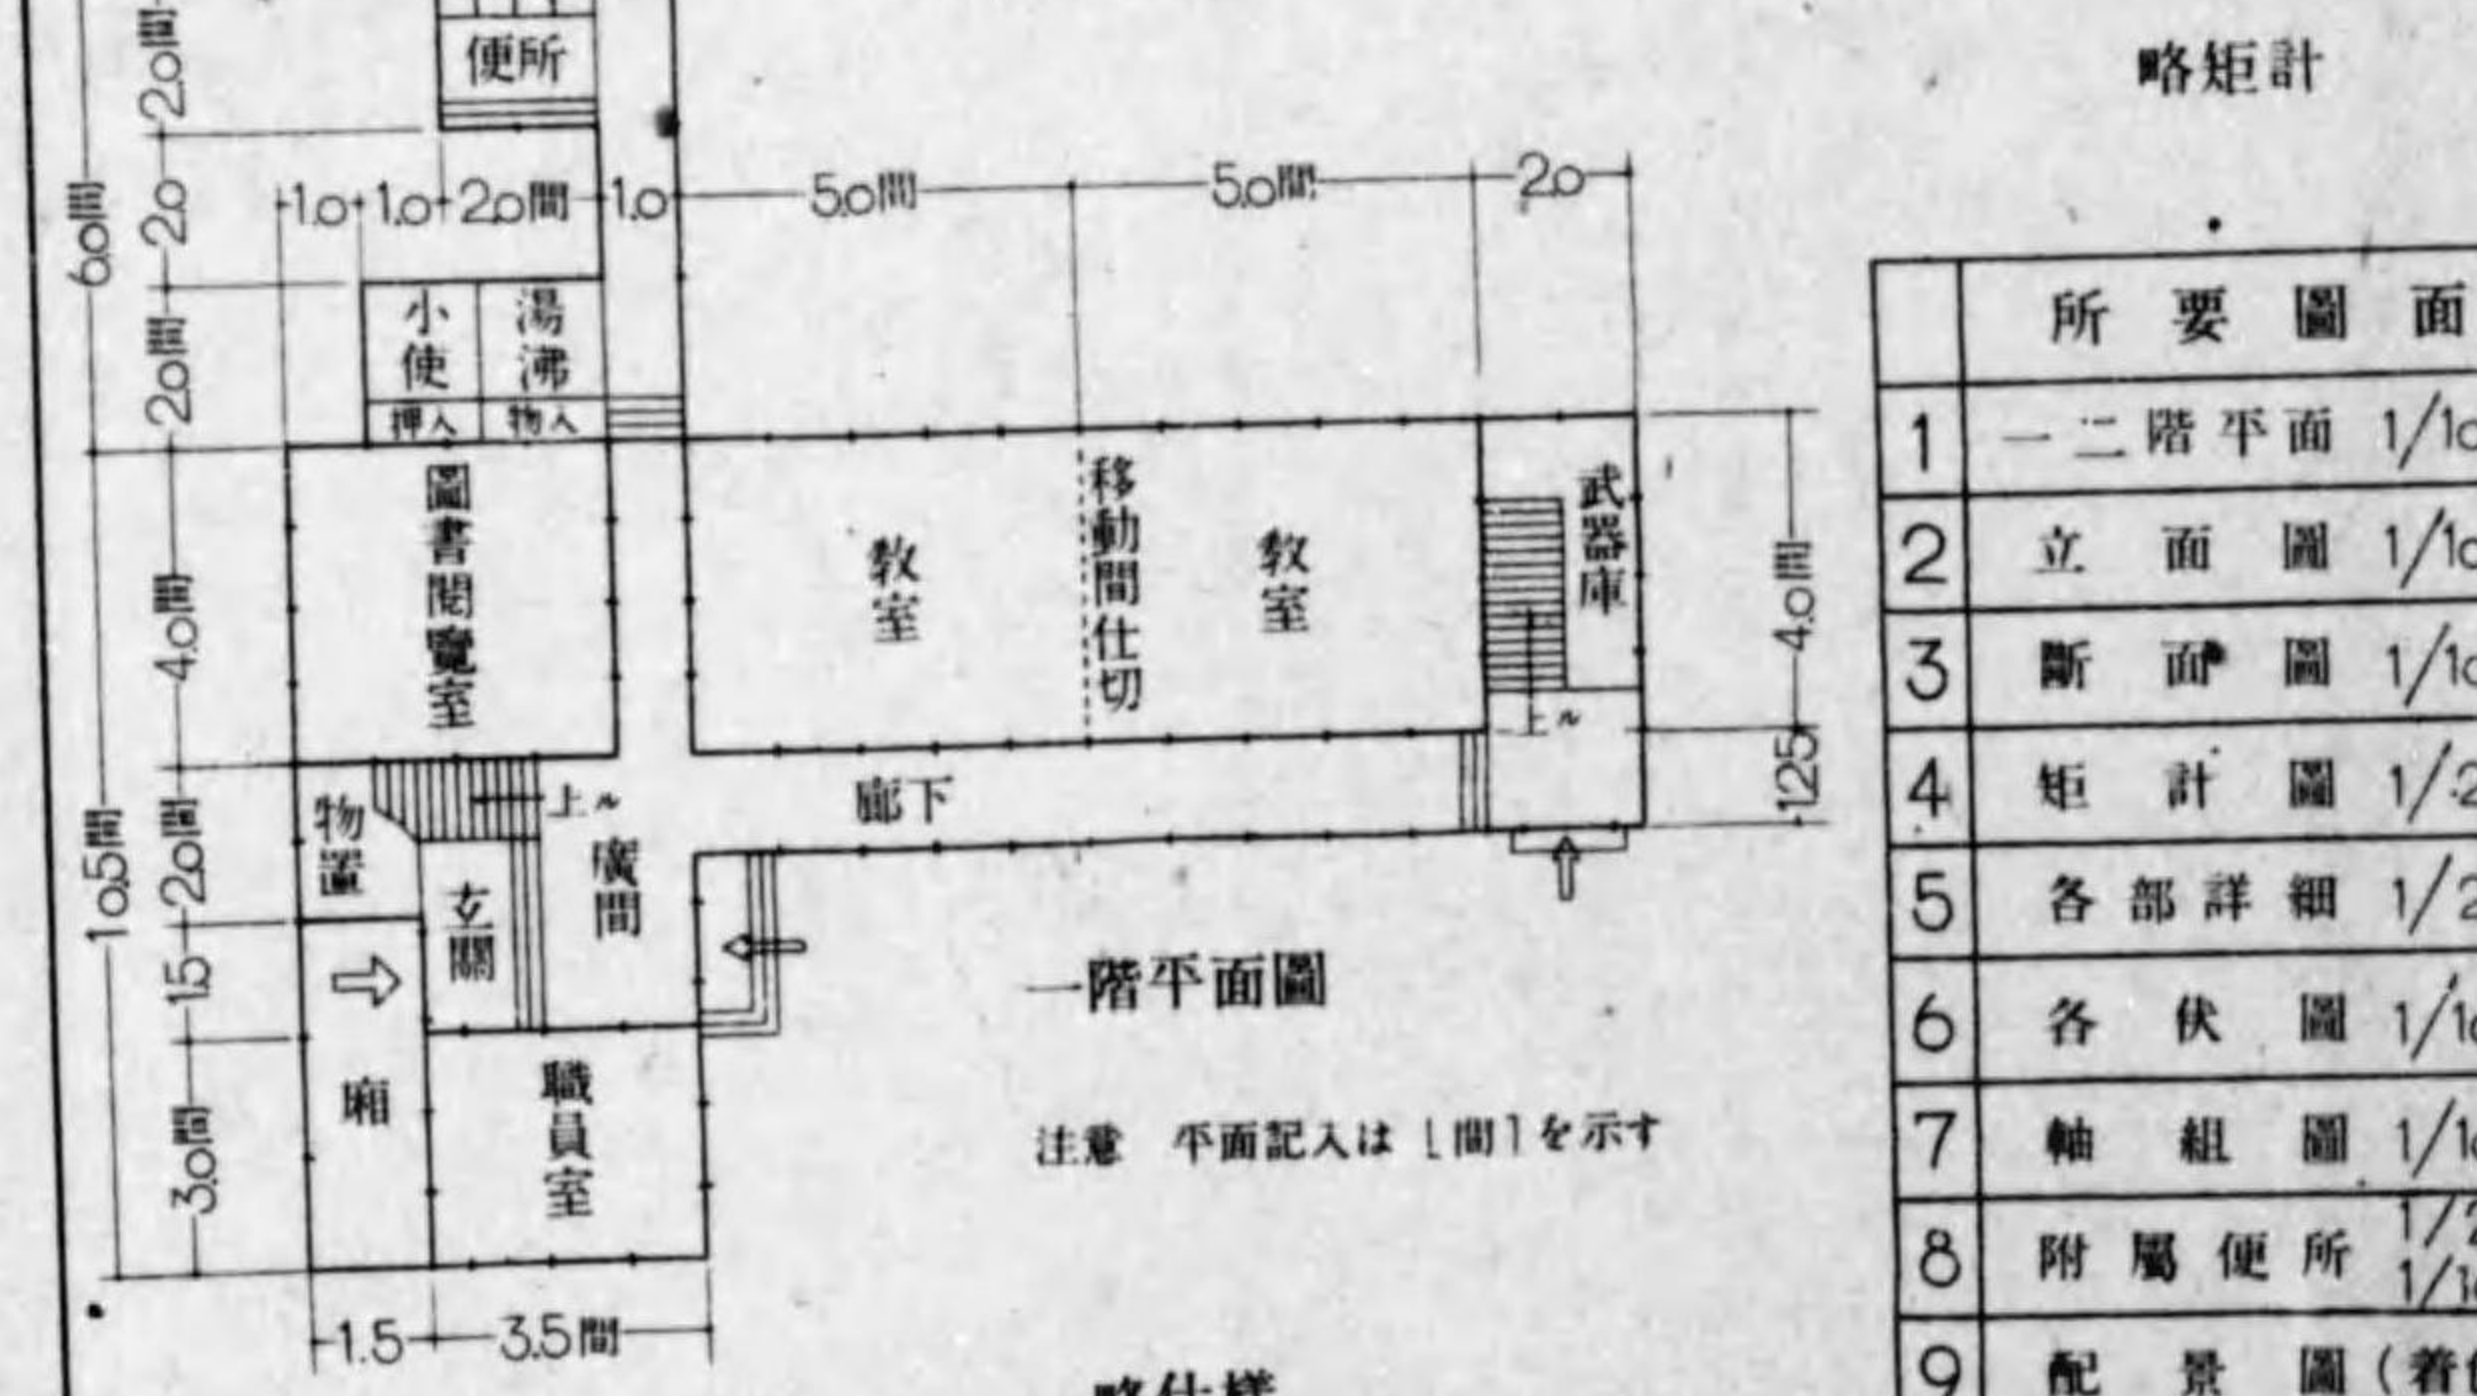 2.0間
便所
略矩計
6.0間
2.0
1.0
1.0
2.0間
1.0
5.0間
5.0間
2.0
2.0間
小使
湯沸
押入
物入
圖書閲覽室
教室
移動間仕切
教室
武器庫
4.0間
4.0間
1.25
上ル
廊下
上ル
物置
廣間
玄關
10.5間
2.0間
1.5
3.0間
廂
職員室
一階平面圖
注意 平面記入は[間]を示す
1.5
3.5間
略仕樣
所要圖面
1 一二階平面
2 立面圖
3 斷面圖
4 矩計圖
5 各部詳細
6 各伏圖
7 軸組圖
8 附屬便所
9 配景圖(着